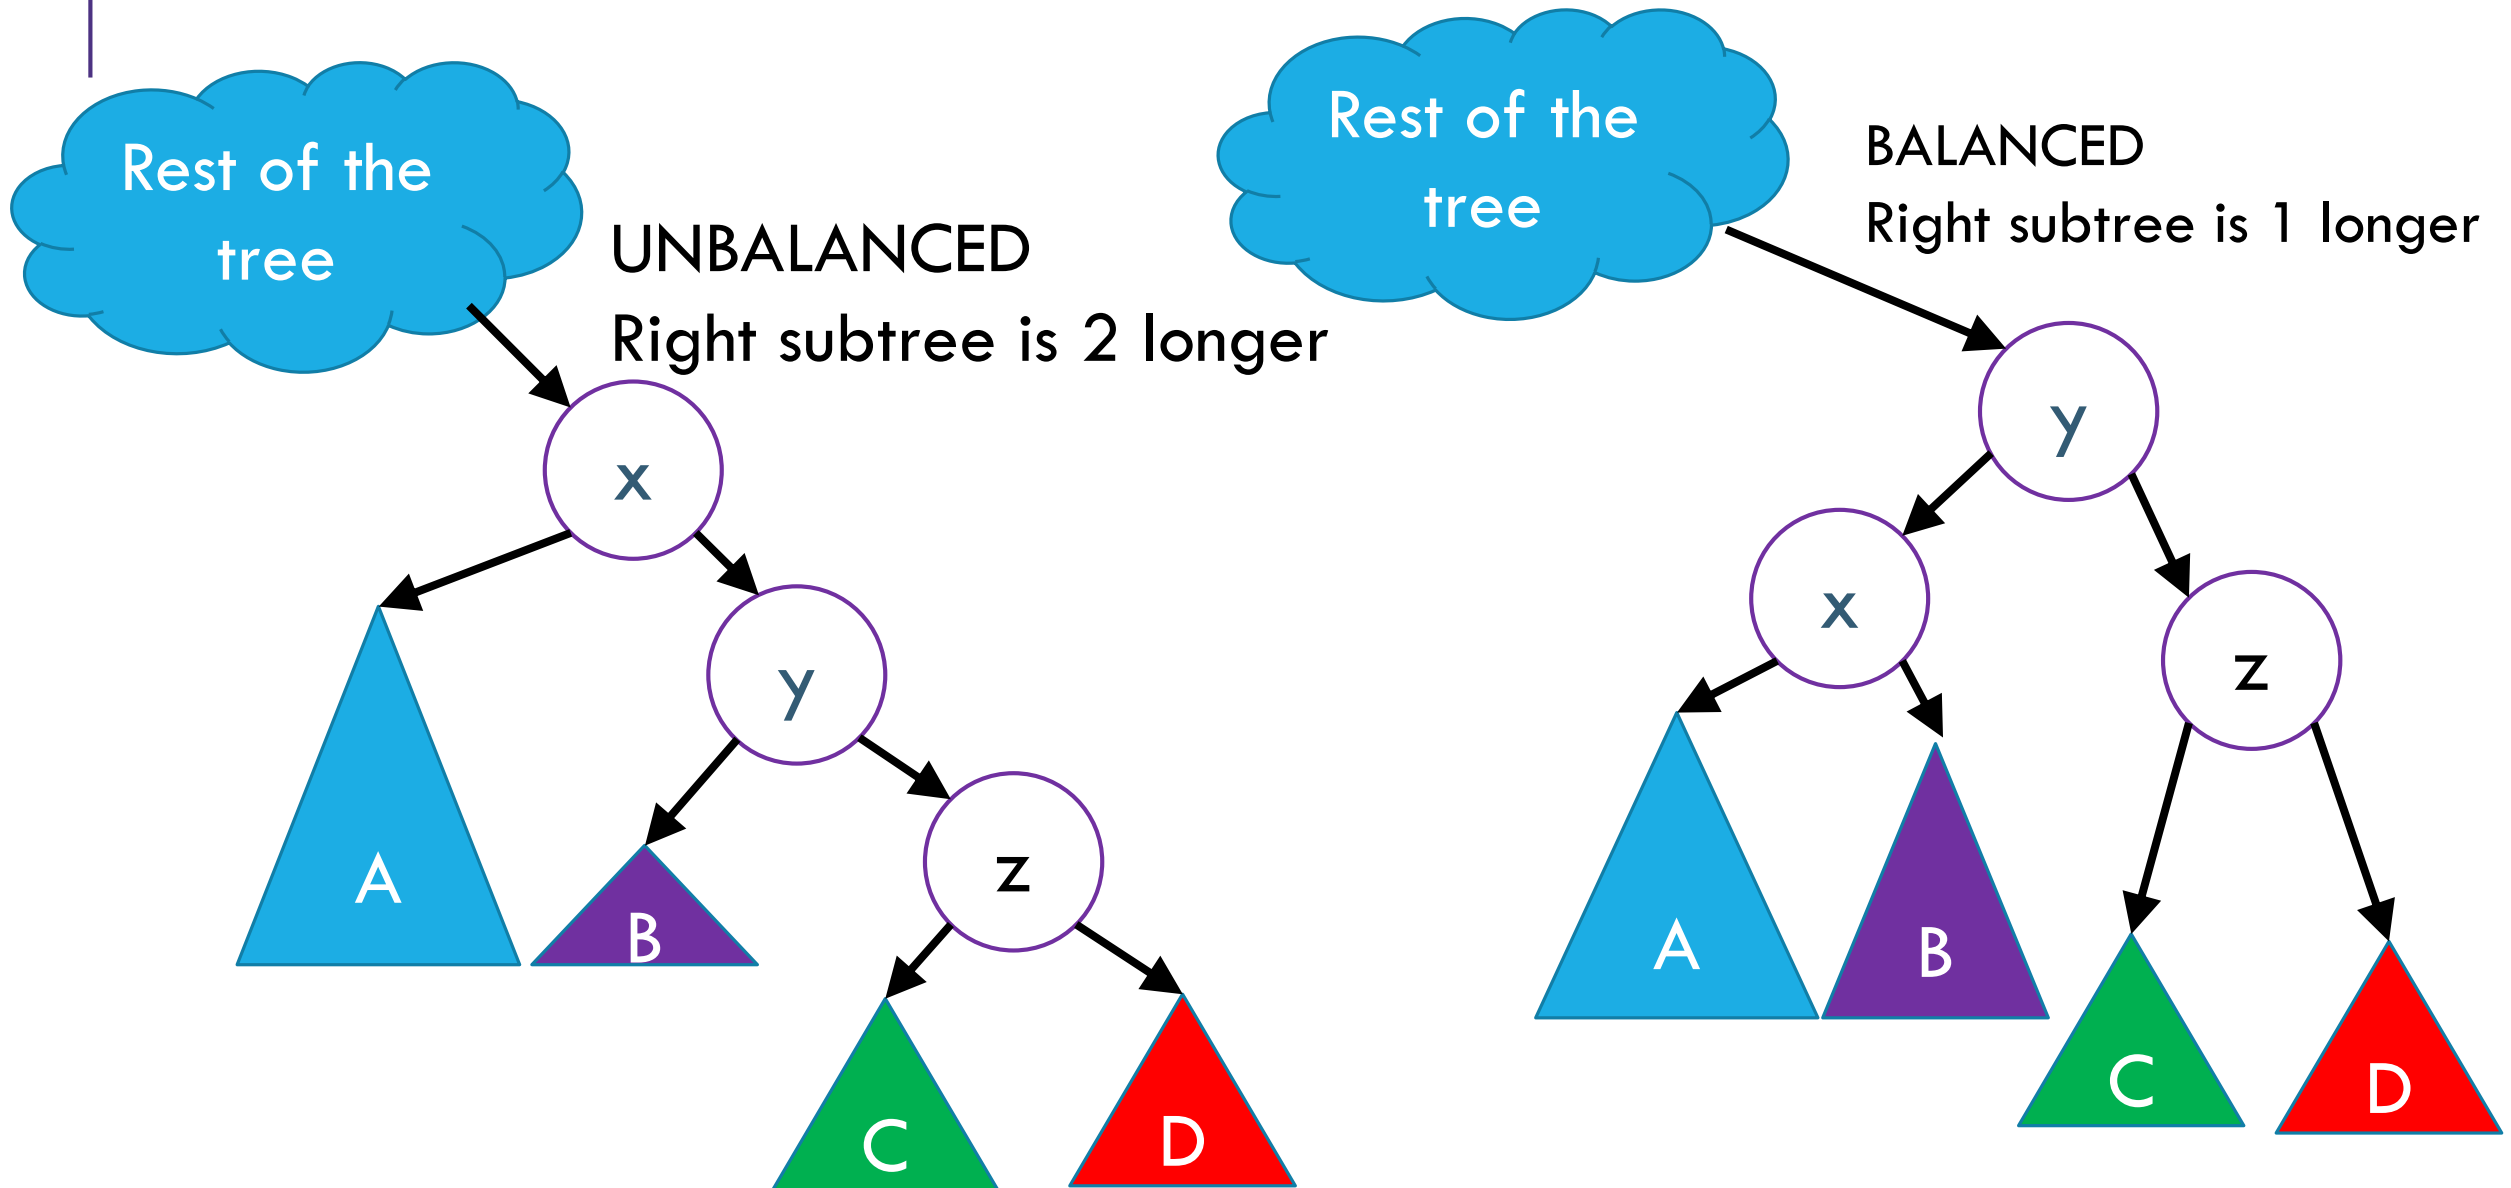 Rest of the
tree
UNBALANCED
Right subtree is 2 longer
x
y
A
B
z
C
D
Rest of the
tree
BALANCED
Right subtree is 1 longer
y
x
z
A
B
C
D